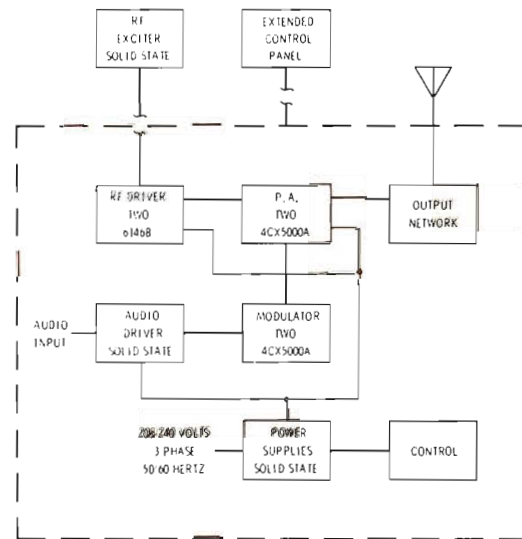 RF
EXCITER
SOLID STATE
EXTENDED
CONTROL
PANEL
RF DRIVER
TWO
6146B
P. A.
TWO
4CX5000A
OUTPUT
NETWORK
AUDIO
INPUT
AUDIO
DRIVER
SOLID STATE
MODULATOR
TWO
4CX5000A
208-240 VOLTS
3 PHASE
50/60 HERTZ
POWER
SUPPLIES
SOLID STATE
CONTROL